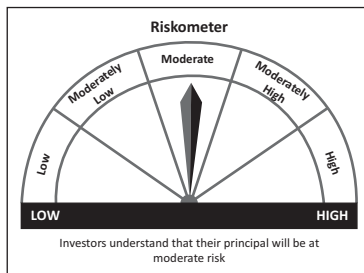 Riskometer
Moderate
Moderately
Low
Moderately
High
Low
High
LOW
HIGH
Investors understand that their principal will be at
moderate risk